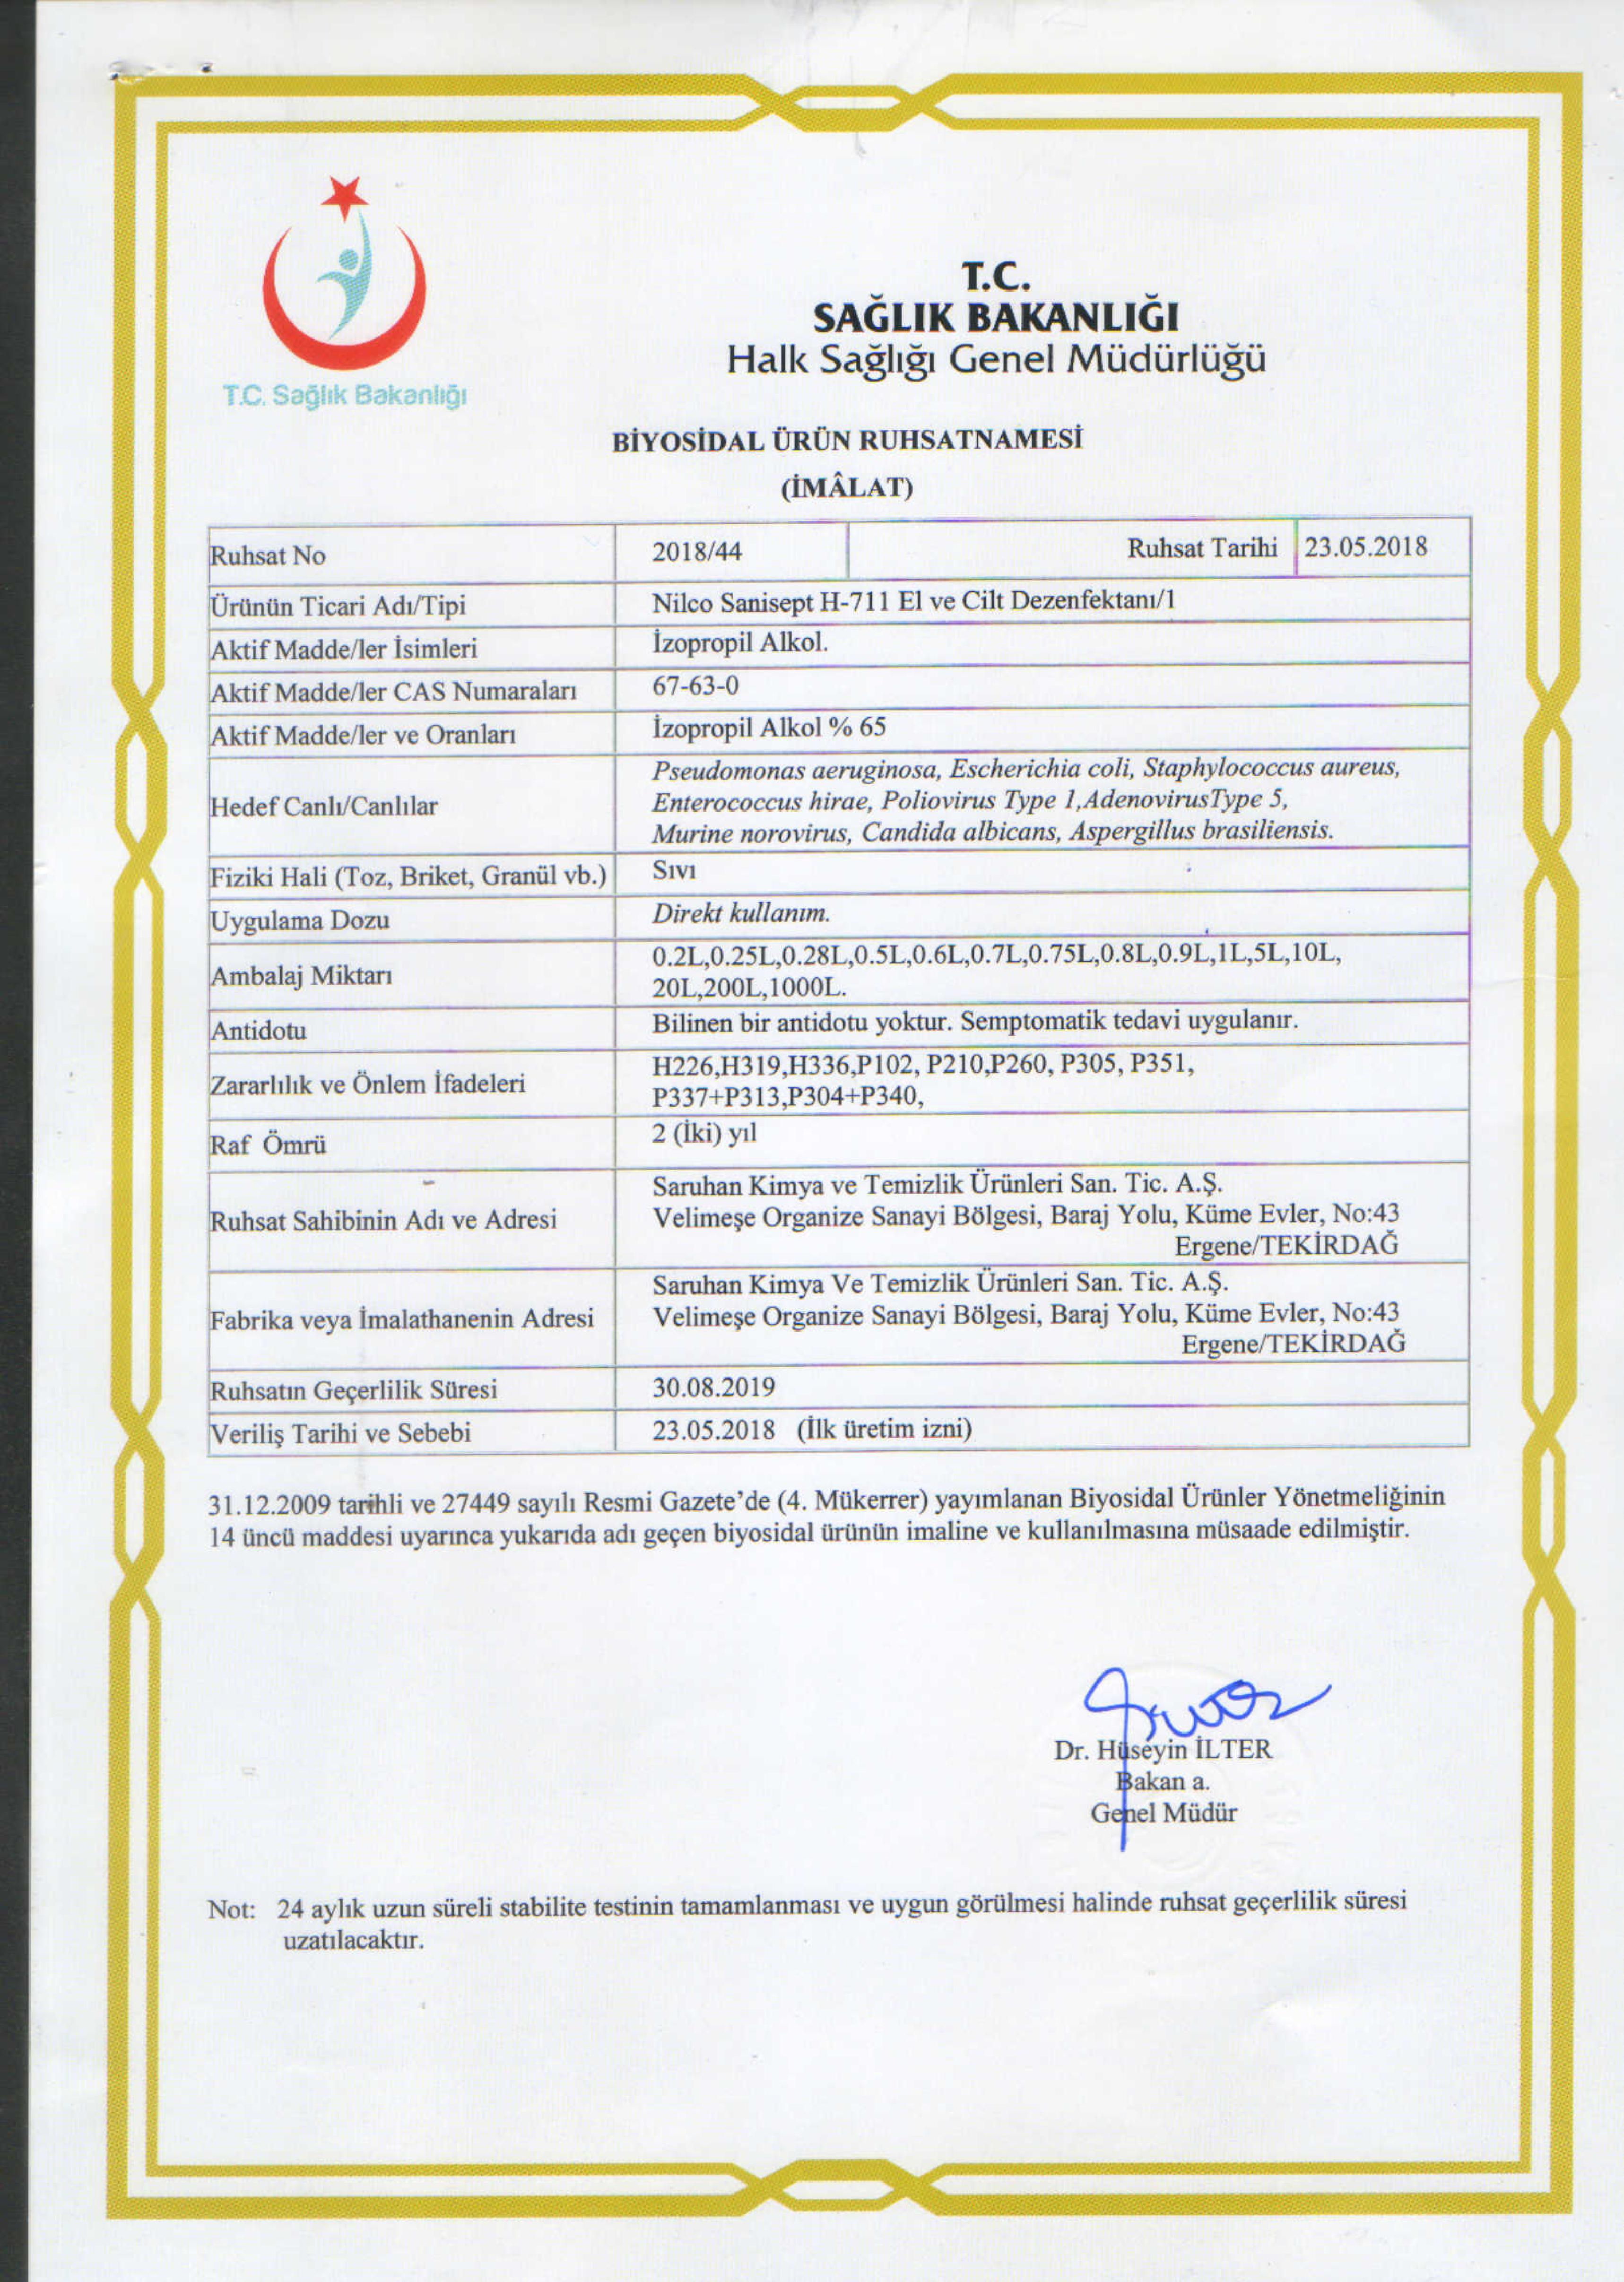 T.C. Sağlık Bakanlığı
T.C.
SAĞLIK BAKANLIĞI
Halk Sağlığı Genel Müdürlüğü
BİYOSİDAL ÜRÜN RUHSATNAMESİ
(İMÂLAT)
Ruhsat No 2018/44 Ruhsat Tarihi 23.05.2018
Ürünün Ticari Adı/Tipi Nilco Sanisept H-711 El ve Cilt Dezenfektanı/1
Aktif Madde/ler İsimleri İzopropil Alkol.
Aktif Madde/ler CAS Numaraları 67-63-0
Aktif Madde/ler ve Oranları İzopropil Alkol % 65
Hedef Canlı/Canlılar Pseudomonas aeruginosa, Escherichia coli, Staphylococcus aureus,
Enterococcus hirae, Poliovirus Type 1,AdenovirusType 5,
Murine norovirus, Candida albicans, Aspergillus brasiliensis.
Fiziki Hali (Toz, Briket, Granül vb.) Sıvı
Uygulama Dozu Direkt kullanım.
Ambalaj Miktarı 0.2L,0.25L,0.28L,0.5L,0.6L,0.7L,0.75L,0.8L,0.9L,1L,5L,10L,
20L,200L,1000L.
Antidotu Bilinen bir antidotu yoktur. Semptomatik tedavi uygulanır.
Zararlılık ve Önlem İfadeleri H226,H319,H336,P102, P210,P260, P305, P351,
P337+P313,P304+P340,
Raf Ömrü 2 (İki) yıl
Ruhsat Sahibinin Adı ve Adresi Saruhan Kimya ve Temizlik Ürünleri San. Tic. A.Ş.
Velimeşe Organize Sanayi Bölgesi, Baraj Yolu, Küme Evler, No:43
Ergene/TEKİRDAĞ
Fabrika veya İmalathanenin Adresi Saruhan Kimya Ve Temizlik Ürünleri San. Tic. A.Ş.
Velimeşe Organize Sanayi Bölgesi, Baraj Yolu, Küme Evler, No:43
Ergene/TEKİRDAĞ
Ruhsatın Geçerlilik Süresi 30.08.2019
Veriliş Tarihi ve Sebebi 23.05.2018 (İlk üretim izni)
31.12.2009 tarihli ve 27449 sayılı Resmi Gazete’de (4. Mükerrer) yayımlanan Biyosidal Ürünler Yönetmeliğinin
14 üncü maddesi uyarınca yukarıda adı geçen biyosidal ürünün imaline ve kullanılmasına müsaade edilmiştir.
Dr. Hüseyin İLTER
Bakan a.
Genel Müdür
Not: 24 aylık uzun süreli stabilite testinin tamamlanması ve uygun görülmesi halinde ruhsat geçerlilik süresi
uzatılacaktır.